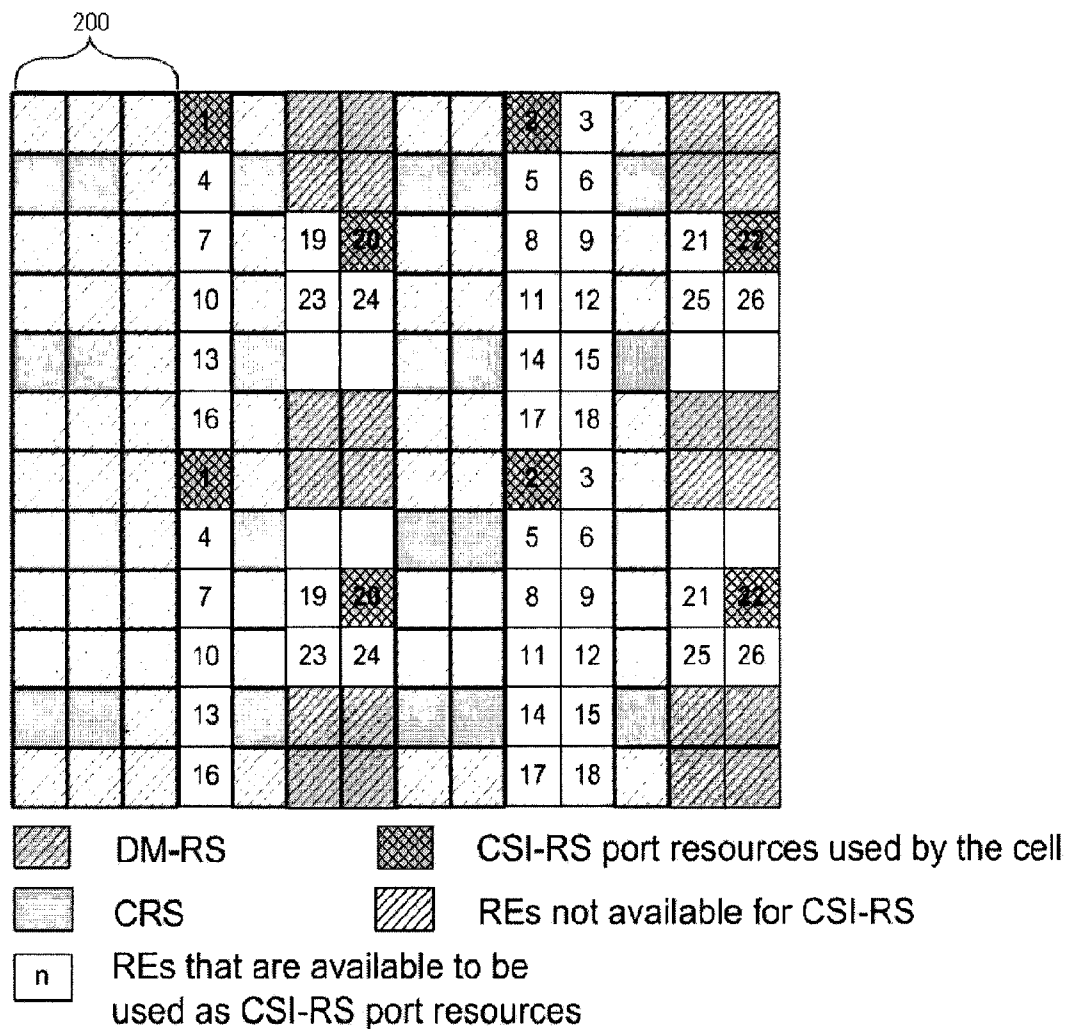 200
1 2 3
4 5 6
7 19 20 8 9 21 22
10 23 24 11 12 25 26
13 14 15
16 17 18
1 2 3
4 5 6
7 19 20 8 9 21 22
10 23 24 11 12 25 26
13 14 15
16 17 18
DM-RS CSI-RS port resources used by the cell
CRS REs not available for CSI-RS
n REs that are available to be
used as CSI-RS port resources